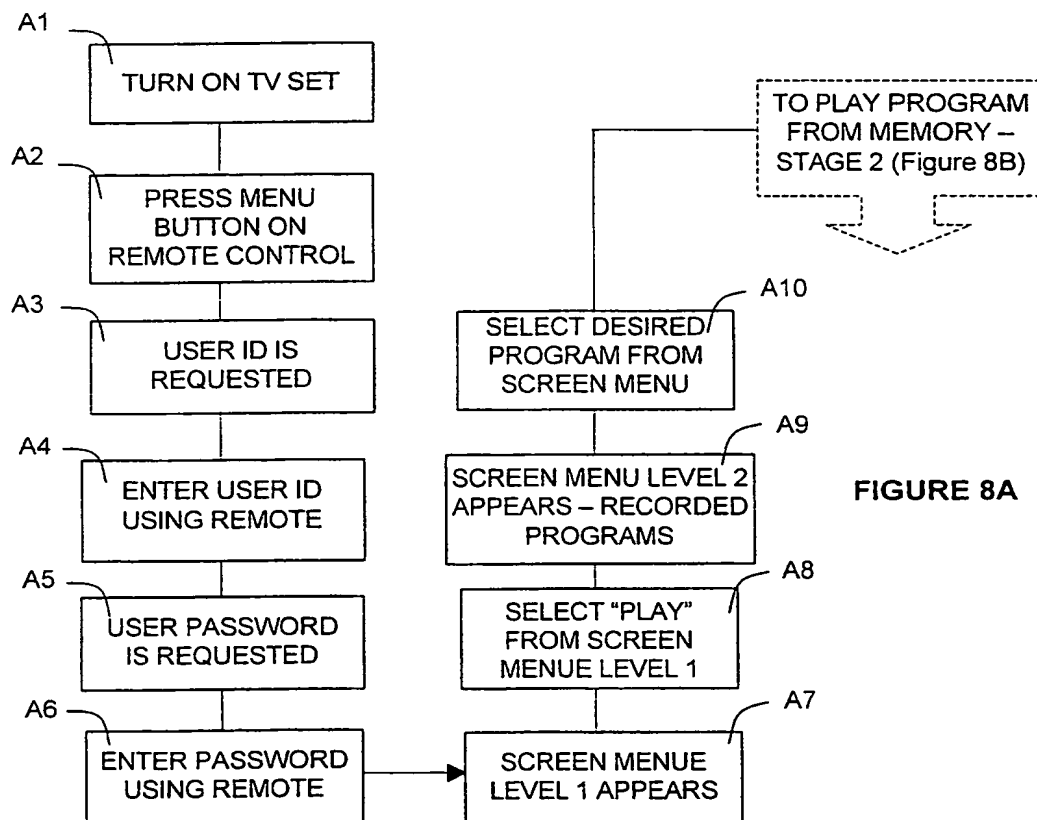 A1
TURN ON TV SET
A2
PRESS MENU
BUTTON ON
REMOTE CONTROL
A3
USER ID IS
REQUESTED
A4
ENTER USER ID
USING REMOTE
A5
USER PASSWORD
IS REQUESTED
A6
ENTER PASSWORD
USING REMOTE
A7
SCREEN MENUE
LEVEL 1 APPEARS
A8
SELECT “PLAY”
FROM SCREEN
MENUE LEVEL 1
A9
SCREEN MENU LEVEL 2
APPEARS – RECORDED
PROGRAMS
A10
SELECT DESIRED
PROGRAM FROM
SCREEN MENU
TO PLAY PROGRAM
FROM MEMORY –
STAGE 2 (Figure 8B)
FIGURE 8A